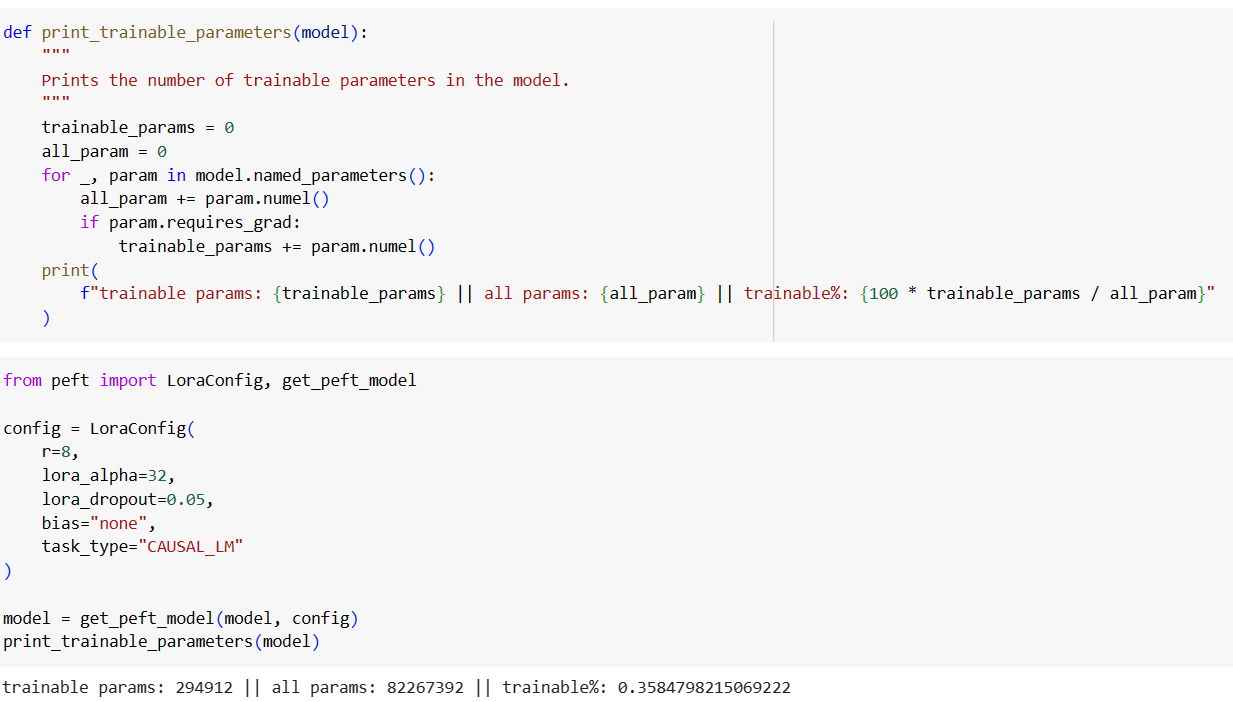 def print_trainable_parameters(model):
    """
    Prints the number of trainable parameters in the model.
    """
    trainable_params = 0
    all_param = 0
    for _, param in model.named_parameters():
        all_param += param.numel()
        if param.requires_grad:
            trainable_params += param.numel()
    print(
        f"trainable params: {trainable_params} || all params: {all_param} || trainable%: {100 * trainable_params / all_param}"
    )
from peft import LoraConfig, get_peft_model
config = LoraConfig(
    r=8,
    lora_alpha=32,
    lora_dropout=0.05,
    bias="none",
    task_type="CAUSAL_LM"
)
model = get_peft_model(model, config)
print_trainable_parameters(model)
trainable params: 294912 || all params: 82267392 || trainable%: 0.3584798215069222